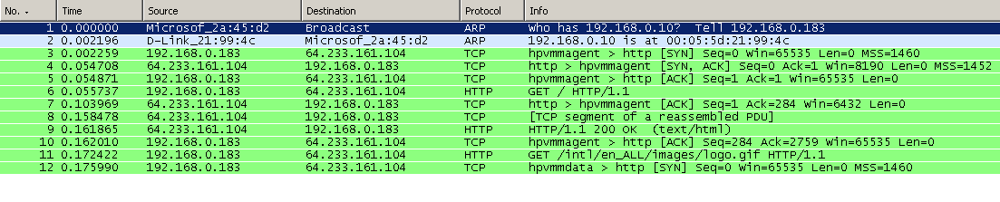 No. Time Source Destination Protocol Info
1 0.000000 Microsof_2a:45:d2 Broadcast ARP Who has 192.168.0.10? Tell 192.168.0.183
2 0.002196 D-Link_21:99:4c Microsof_2a:45:d2 ARP 192.168.0.10 is at 00:05:5d:21:99:4c
3 0.002259 192.168.0.183 64.233.161.104 TCP hpvmmagent > http [SYN] Seq=0 Win=65535 Len=0 MSS=1460
4 0.054708 64.233.161.104 192.168.0.183 TCP http > hpvmmagent [SYN, ACK] Seq=0 Ack=1 Win=8190 Len=0 MSS=1452
5 0.054871 192.168.0.183 64.233.161.104 TCP hpvmmagent > http [ACK] Seq=1 Ack=1 Win=65535 Len=0
6 0.055737 192.168.0.183 64.233.161.104 HTTP GET / HTTP/1.1
7 0.103969 64.233.161.104 192.168.0.183 TCP http > hpvmmagent [ACK] Seq=1 Ack=284 Win=6432 Len=0
8 0.158478 64.233.161.104 192.168.0.183 TCP [TCP segment of a reassembled PDU]
9 0.161865 64.233.161.104 192.168.0.183 HTTP HTTP/1.1 200 OK (text/html)
10 0.162010 192.168.0.183 64.233.161.104 TCP hpvmmagent > http [ACK] Seq=284 Ack=2759 Win=65535 Len=0
11 0.172422 192.168.0.183 64.233.161.104 HTTP GET /intl/en_ALL/images/logo.gif HTTP/1.1
12 0.175990 192.168.0.183 64.233.161.104 TCP hpvmmdata > http [SYN] Seq=0 Win=65535 Len=0 MSS=1460